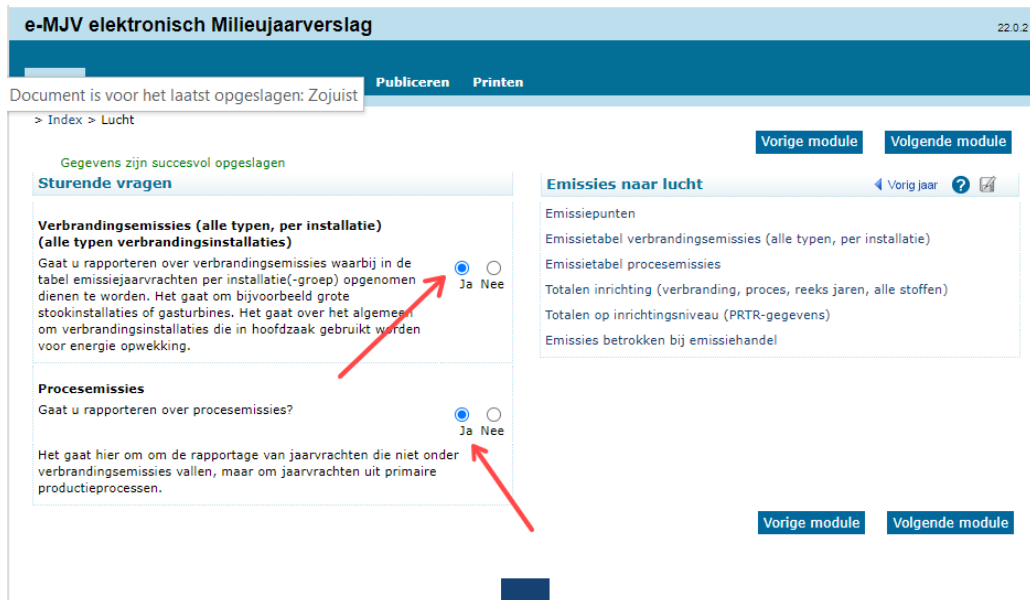 e-MJV elektronisch Milieujaarverslag
22.0.2
Publiceren Printen
Document is voor het laatst opgeslagen: Zojuist
> Index > Lucht
Vorige module Volgende module
Gegevens zijn succesvol opgeslagen
Sturende vragen
Verbrandingsemissies (alle typen, per installatie)
(alle typen verbrandingsinstallaties)
Gaat u rapporteren over verbrandingsemissies waarbij in de
tabel emissiejaarvrachten per installatie(-groep) opgenomen
dienen te worden. Het gaat om bijvoorbeeld grote
stookinstallaties of gasturbines. Het gaat over het algemeen
om verbrandingsinstallaties die in hoofdzaak gebruikt worden
voor energie opwekking.
Ja Nee
Procesemissies
Gaat u rapporteren over procesemissies?
Ja Nee
Het gaat hier om om de rapportage van jaarvrachten die niet onder
verbrandingsemissies vallen, maar om jaarvrachten uit primaire
productieprocessen.
Emissies naar lucht
Vorig jaar ?
Emissiepunten
Emissietabel verbrandingsemissies (alle typen, per installatie)
Emissietabel procesemissies
Totalen inrichting (verbranding, proces, reeks jaren, alle stoffen)
Totalen op inrichtingsniveau (PRTR-gegevens)
Emissies betrokken bij emissiehandel
Vorige module Volgende module